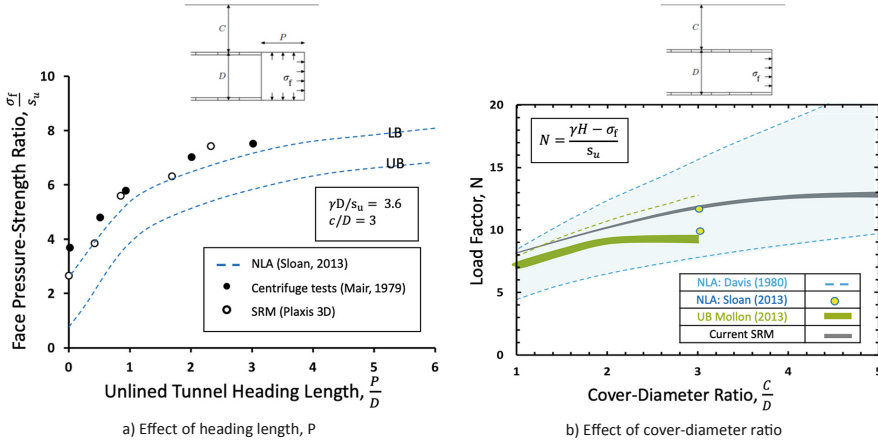 C
P
D
σf
10
8
6
4
2
0
0
1
2
3
4
5
6
Face Pressure-Strength Ratio, σf/su
LB
UB
γD/su = 3.6
c/D = 3
NLA (Sloan, 2013)
Centrifuge tests (Mair, 1979)
SRM (Plaxis 3D)
Unlined Tunnel Heading Length, P/D
a) Effect of heading length, P
C
D
σf
20
15
10
5
0
1
2
3
4
5
Load Factor, N
N = γH − σf / su
NLA: Davis (1980)
NLA: Sloan (2013)
UB Mollon (2013)
Current SRM
Cover-Diameter Ratio, C/D
b) Effect of cover-diameter ratio